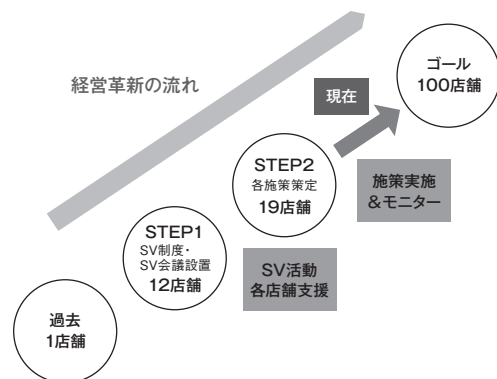 経営革新の流れ
ゴール
100店舗
現在
STEP2
各施策策定
19店舗
施策実施
&モニター
STEP1
SV制度・
SV会議設置
12店舗
SV活動
各店舗支援
過去
1店舗